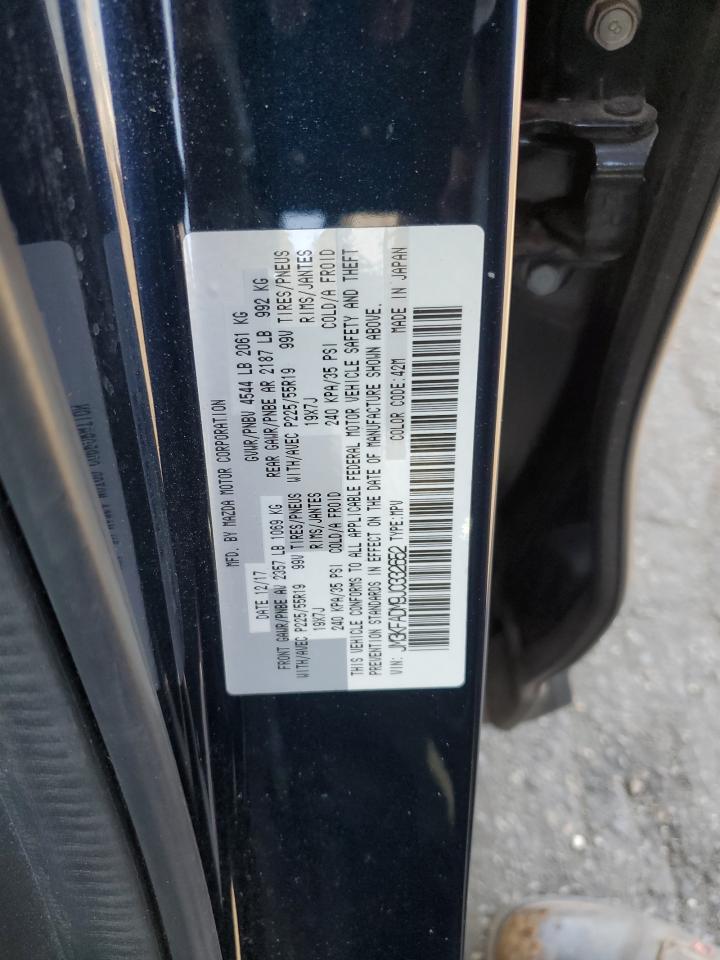 MFD. BY MAZDA MOTOR CORPORATION
DATE 12/17 GVWR/PNBV 4544 LB 2061 KG
FRONT GAWR/PNBE AV 2357 LB 1069 KG REAR GAWR/PNBE AR 2187 LB 992 KG
WITH/AVEC P225/55R19 99V TIRES/PNEUS WITH/AVEC P225/55R19 99V TIRES/PNEUS
19X7J RIMS/JANTES 19X7J RIMS/JANTES
240 KPA/35 PSI COLD/A FROID 240 KPA/35 PSI COLD/A FROID
THIS VEHICLE CONFORMS TO ALL APPLICABLE FEDERAL MOTOR VEHICLE SAFETY AND THEFT
PREVENTION STANDARDS IN EFFECT ON THE DATE OF MANUFACTURE SHOWN ABOVE.
VIN: JM3KFADM9J0332652 TYPE:MPV COLOR CODE:42M MADE IN JAPAN
8